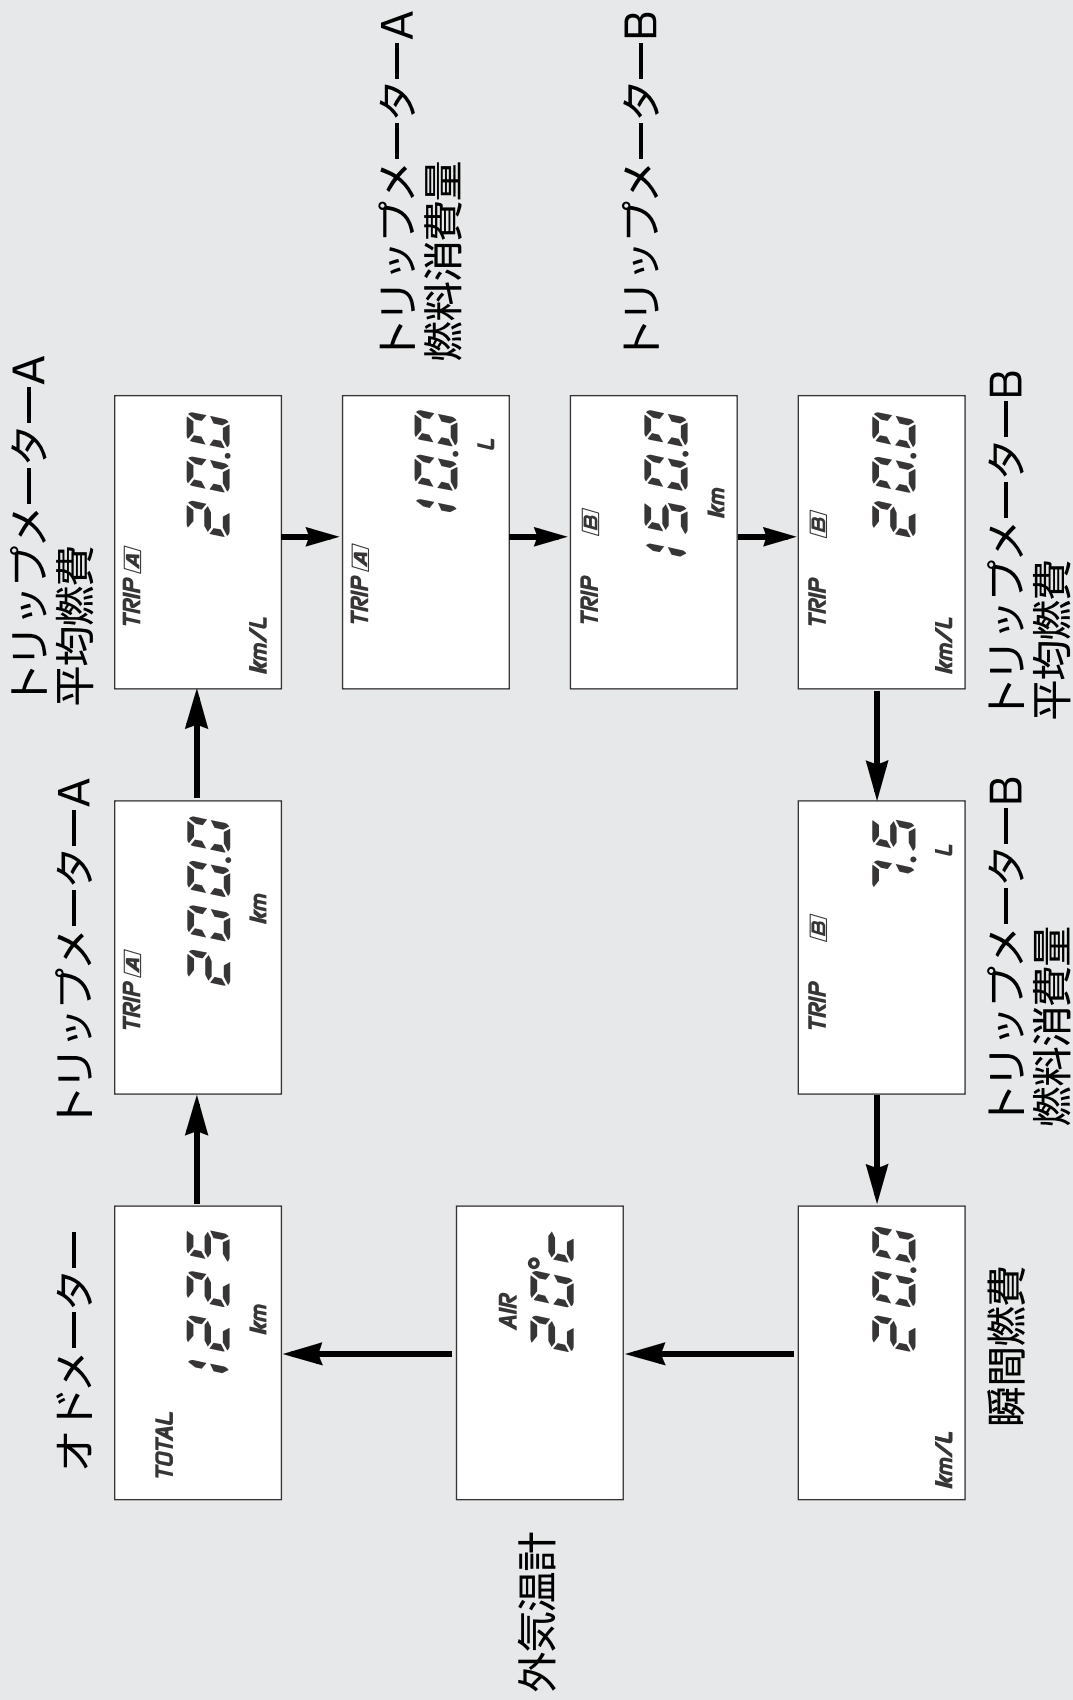 オドメーター
TOTAL
1225
km
トリップメーターA
TRIP A
200.0
km
トリップメーターA
平均燃費
TRIP A
20.0
km/L
トリップメーターA
燃料消費量
TRIP A
10.0
L
トリップメーターB
TRIP B
150.0
km
トリップメーターB
平均燃費
TRIP B
20.0
km/L
トリップメーターB
燃料消費量
TRIP B
7.5
L
瞬間燃費
20.0
km/L
外気温計
AIR
20°c